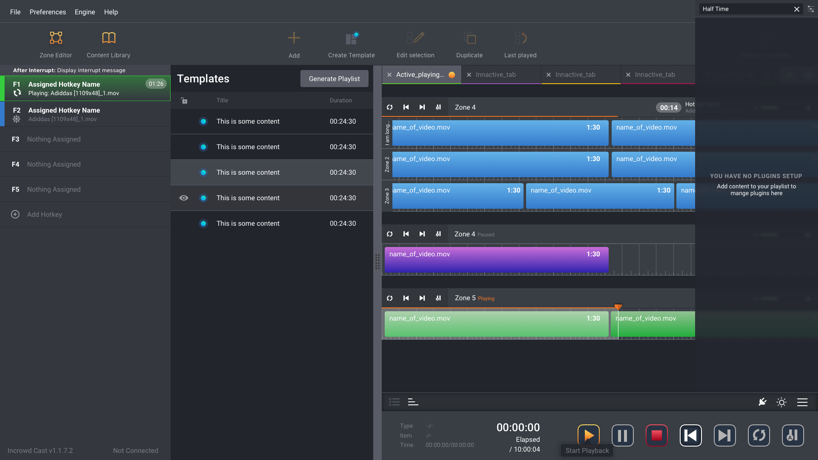 File Preferences Engine Help
Half Time
Zone Editor Content Library Add Create Template Edit selection Duplicate Last played
After Interrupt: Display interrupt message
F1 Assigned Hotkey Name 01:26
Playing: Adiddas [1109x48]_1.mov
F2 Assigned Hotkey Name
Adiddas [1109x48]_1.mov
F3 Nothing Assigned
F4 Nothing Assigned
F5 Nothing Assigned
Add Hotkey
Incrowd Cast v1.1.7.2 Not Connected
Templates Generate Playlist
Title Duration
This is some content 00:24:30
This is some content 00:24:30
This is some content 00:24:30
This is some content 00:24:30
This is some content 00:24:30
Active_playing... Innactive_tab Innactive_tab Innactive_tab
Zone 4 00:14
I am long..
name_of_video.mov 1:30 name_of_video.mov
Zone 2
name_of_video.mov 1:30 name_of_video.mov
Zone 3
name_of_video.mov 1:30 name_of_video.mov 1:30
Zone 4 Paused
name_of_video.mov 1:30
Zone 5 Playing
name_of_video.mov 1:30 name_of_video.mov
YOU HAVE NO PLUGINS SETUP
Add content to your playlist to
mange plugins here
Type
Item
Time 00:00:00/00:00:00
00:00:00
Elapsed
/ 10:00:04
Start Playback